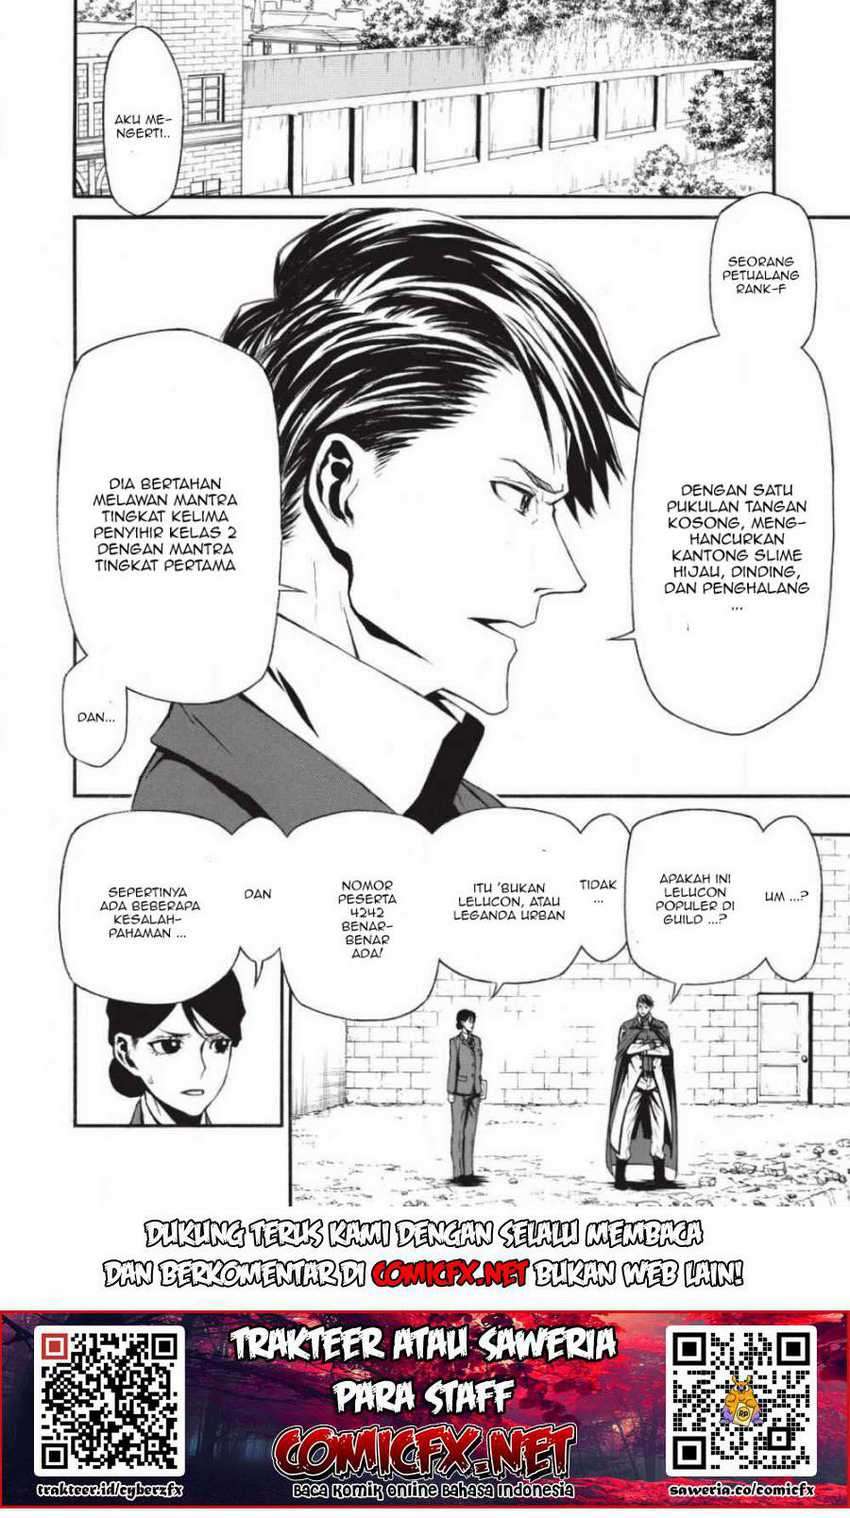 AKU ME-
NGERTI..
SEORANG
PETUALANG
RANK-F
DENGAN SATU
PUKULAN TANGAN
KOSONG, MENG-
HANCURKAN
KANTONG SLIME
HIJAU, DINDING,
DAN PENGHALANG
...
DIA BERTAHAN
MELAWAN MANTRA
TINGKAT KELIMA
PENYIHIR KELAS 2
DENGAN MANTRA
TINGKAT PERTAMA
DAN...
UM ...?
APAKAH INI
LELUCON
POPULER DI
GUILD ...?
TIDAK
...
ITU 'BUKAN
LELUCON, ATAU
LEGANDA URBAN
NOMOR
PESERTA
4242
BENAR-
BENAR
ADA!
DAN
SEPERTINYA
ADA BEBERAPA
KESALAH-
PAHAMAN ...
DUKUNG TERUS KAMI DENGAN SELALU MEMBACA
DAN BERKOMENTAR DI COMICFX.NET BUKAN WEB LAIN!
TRAKTEER ATAU SAWERIA
PARA STAFF
COMICFX.NET
BACA KOMIK ONLINE BAHASA INDONESIA
trakteer.id/cyberzfx
RP
saweria.co/comicfx